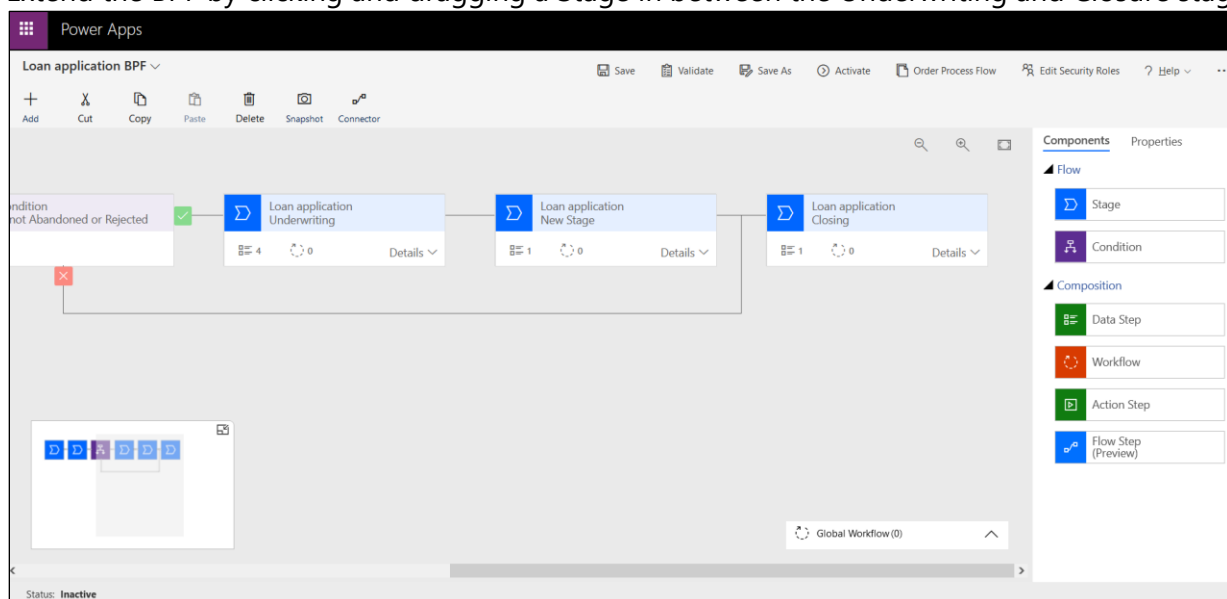 Extend the BPF by clicking and dragging a Stage in between the Underwriting and Closure stag
Power Apps
Loan application BPF
Save
Validate
Save As
Activate
Order Process Flow
Edit Security Roles
? Help
Add
Cut
Copy
Paste
Delete
Snapshot
Connector
Components
Properties
Flow
Stage
Condition
Composition
Data Step
Workflow
Action Step
Flow Step
(Preview)
ndition
not Abandoned or Rejected
Loan application
Underwriting
4
0
Details
Loan application
New Stage
1
0
Details
Loan application
Closing
1
0
Details
Global Workflow (0)
Status: Inactive